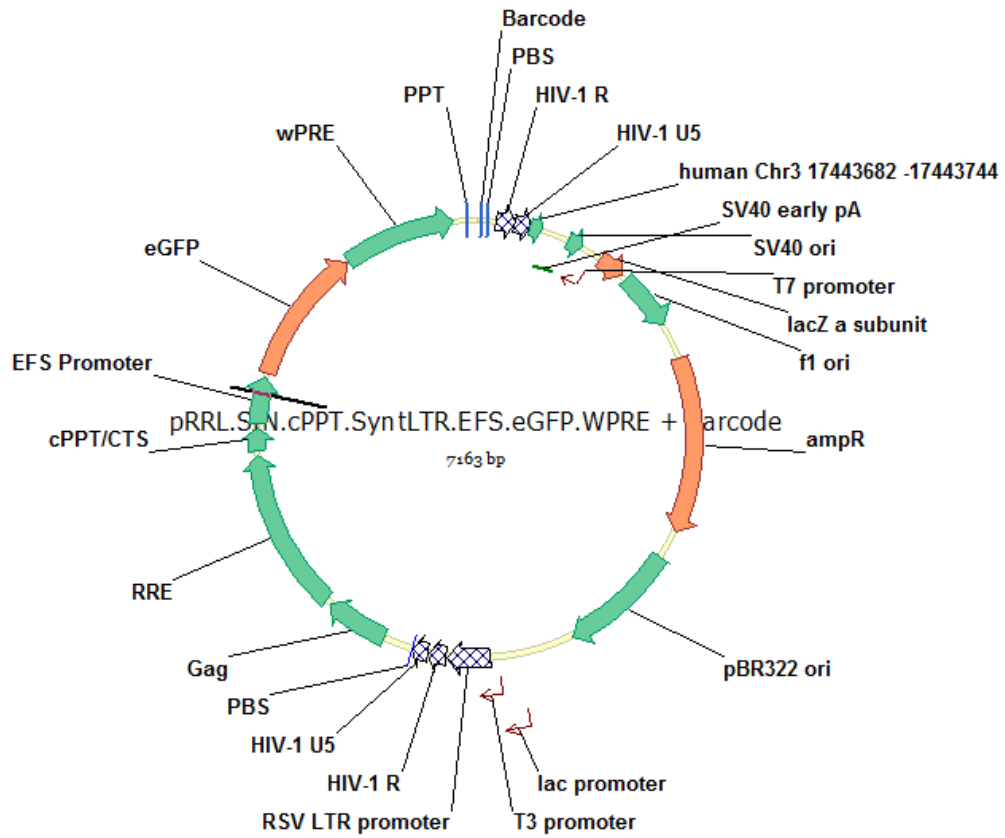 Barcode
PBS
PPT
HIV-1 R
wPRE
HIV-1 U5
human Chr3 17443682 -17443744
SV40 early pA
SV40 ori
eGFP
T7 promoter
lacZ a subunit
EFS Promoter
f1 ori
pRRL.SIN.cPPT.SyntLTR.EFS.eGFP.WPRE + Barcode
cPPT/CTS
ampR
7163 bp
RRE
Gag
pBR322 ori
PBS
HIV-1 U5
HIV-1 R
lac promoter
RSV LTR promoter
T3 promoter